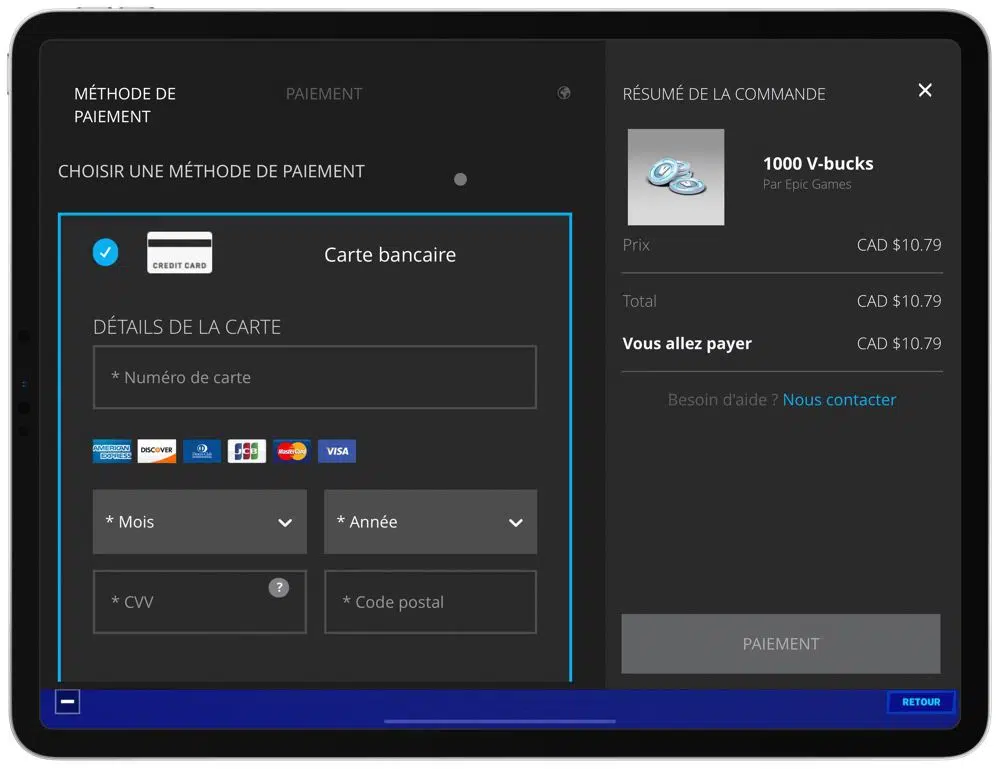 MÉTHODE DE
PAIEMENT
PAIEMENT
CHOISIR UNE MÉTHODE DE PAIEMENT
CREDIT CARD
Carte bancaire
DÉTAILS DE LA CARTE
* Numéro de carte
AMERICAN
EXPRESS
DISCOVER
Diners Club
JCB
MasterCard
VISA
* Mois
* Année
* CVV
?
* Code postal
RÉSUMÉ DE LA COMMANDE
1000 V-bucks
Par Epic Games
Prix CAD $10.79
Total CAD $10.79
Vous allez payer CAD $10.79
Besoin d'aide ? Nous contacter
PAIEMENT
RETOUR